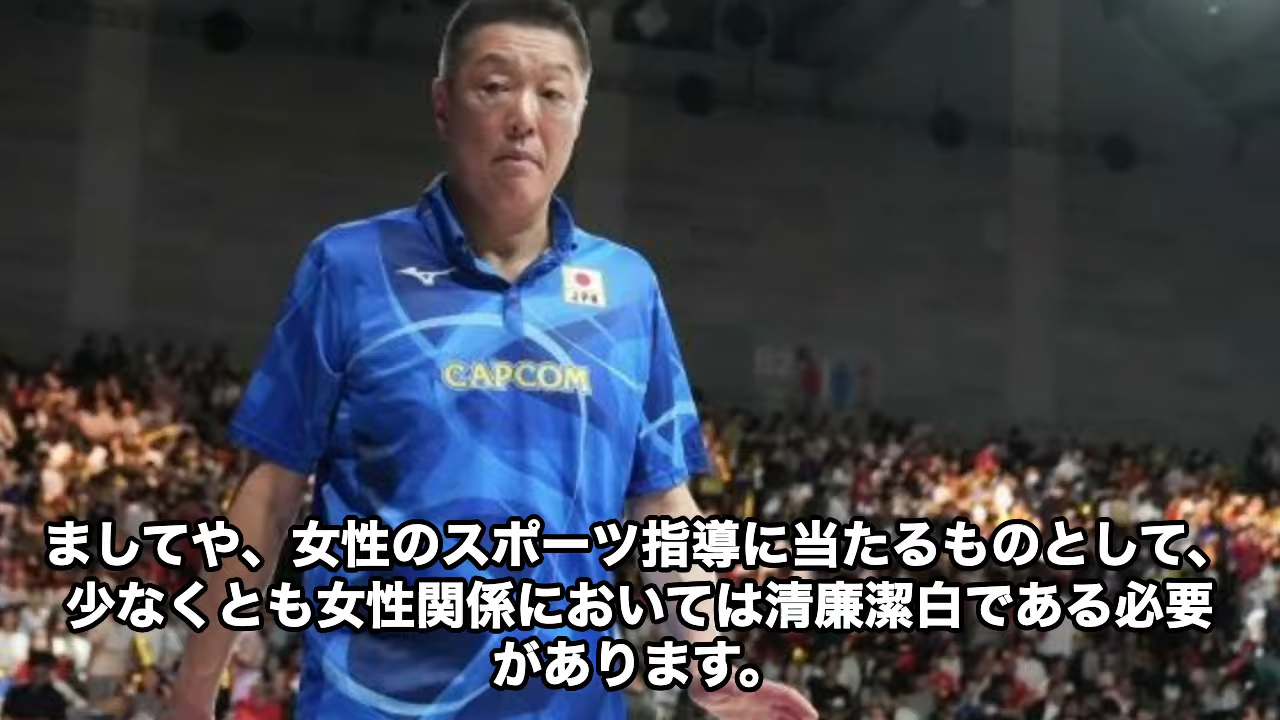 JPN
CAPCOM
ましてや、女性のスポーツ指導に当たるものとして、
少なくとも女性関係においては清廉潔白である必要
があります。